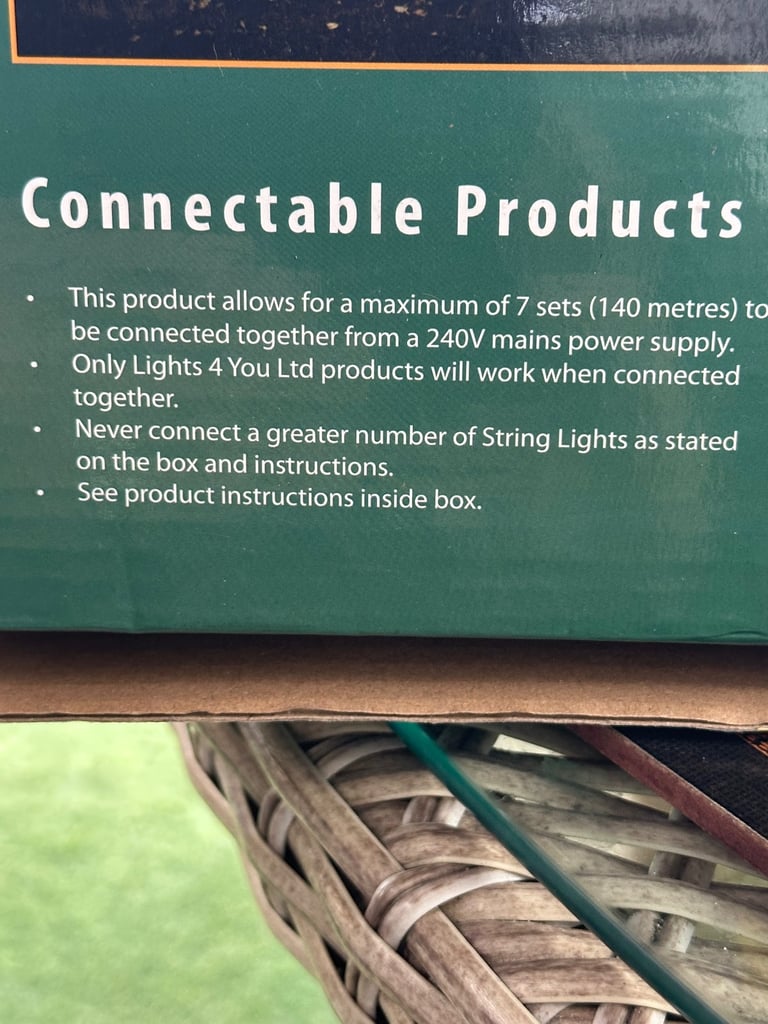 Connectable Products
• This product allows for a maximum of 7 sets (140 metres) to
be connected together from a 240V mains power supply.
• Only Lights 4 You Ltd products will work when connected
together.
• Never connect a greater number of String Lights as stated
on the box and instructions.
• See product instructions inside box.